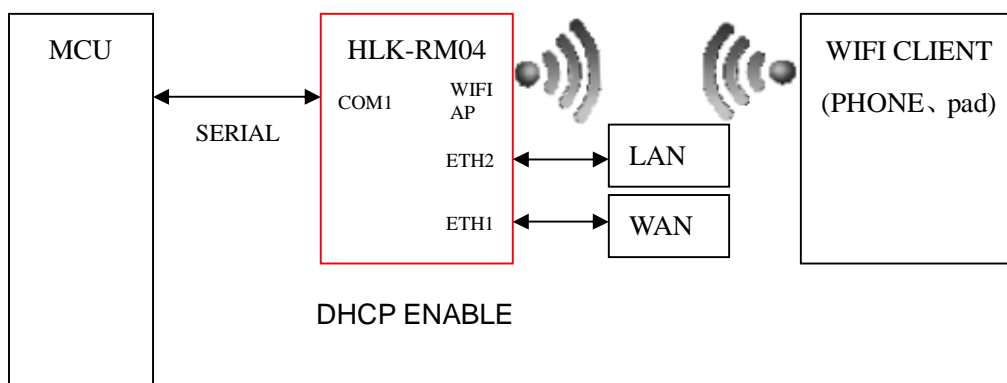 MCU
SERIAL
HLK-RM04
COM1
WIFI
AP
ETH2
ETH1
LAN
WAN
DHCP ENABLE
WIFI CLIENT
(PHONE、pad)